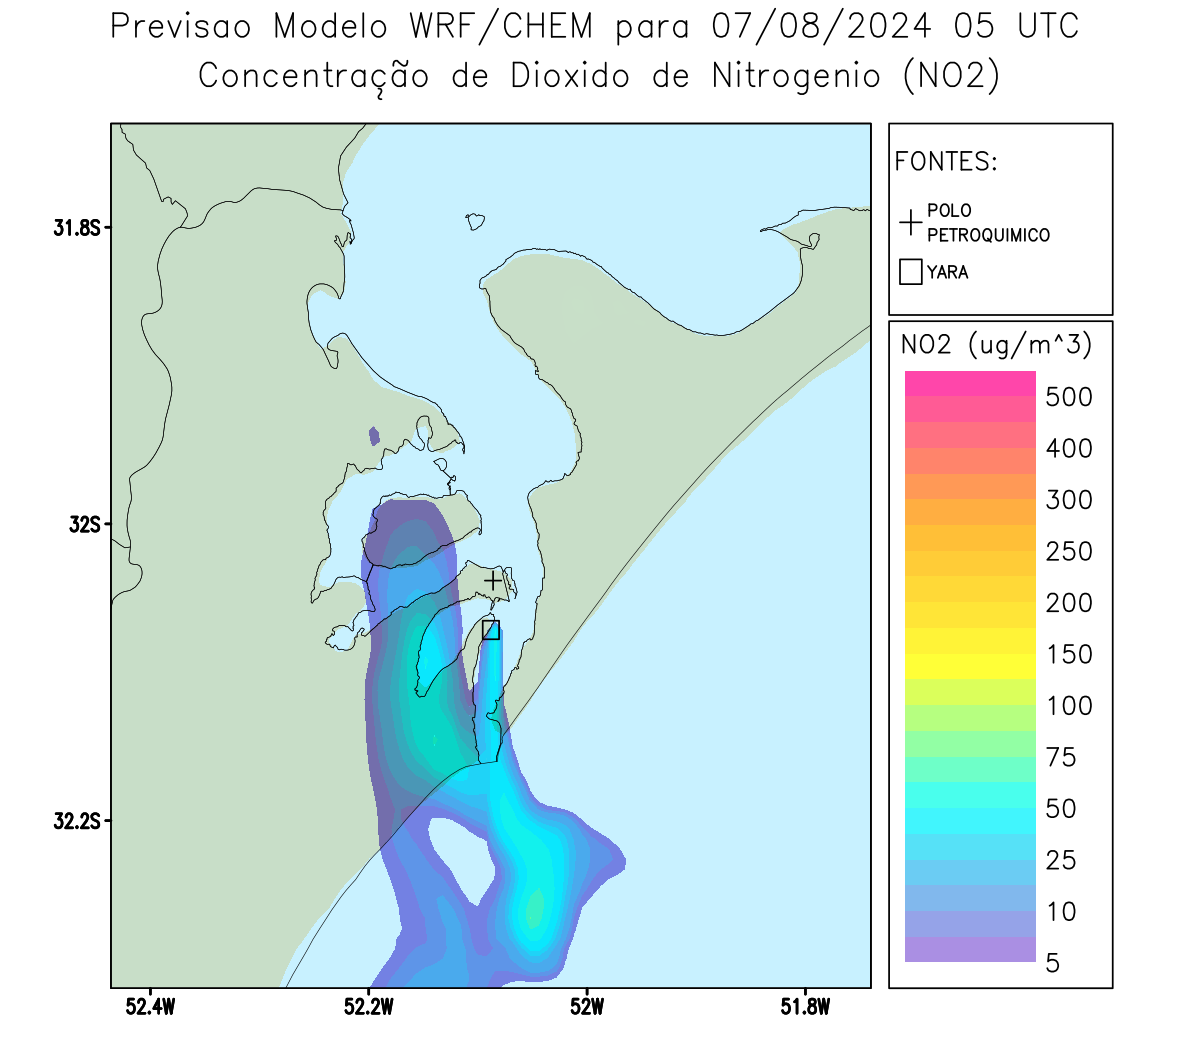 Previsao Modelo WRF/CHEM para 07/08/2024 05 UTC
Concentração de Dioxido de Nitrogenio (NO2)
FONTES:
POLO
PETROQUIMICO
YARA
NO2 (ug/m^3)
500
400
300
250
200
150
100
75
50
25
10
5
31.8S
32S
32.2S
52.4W
52.2W
52W
51.8W